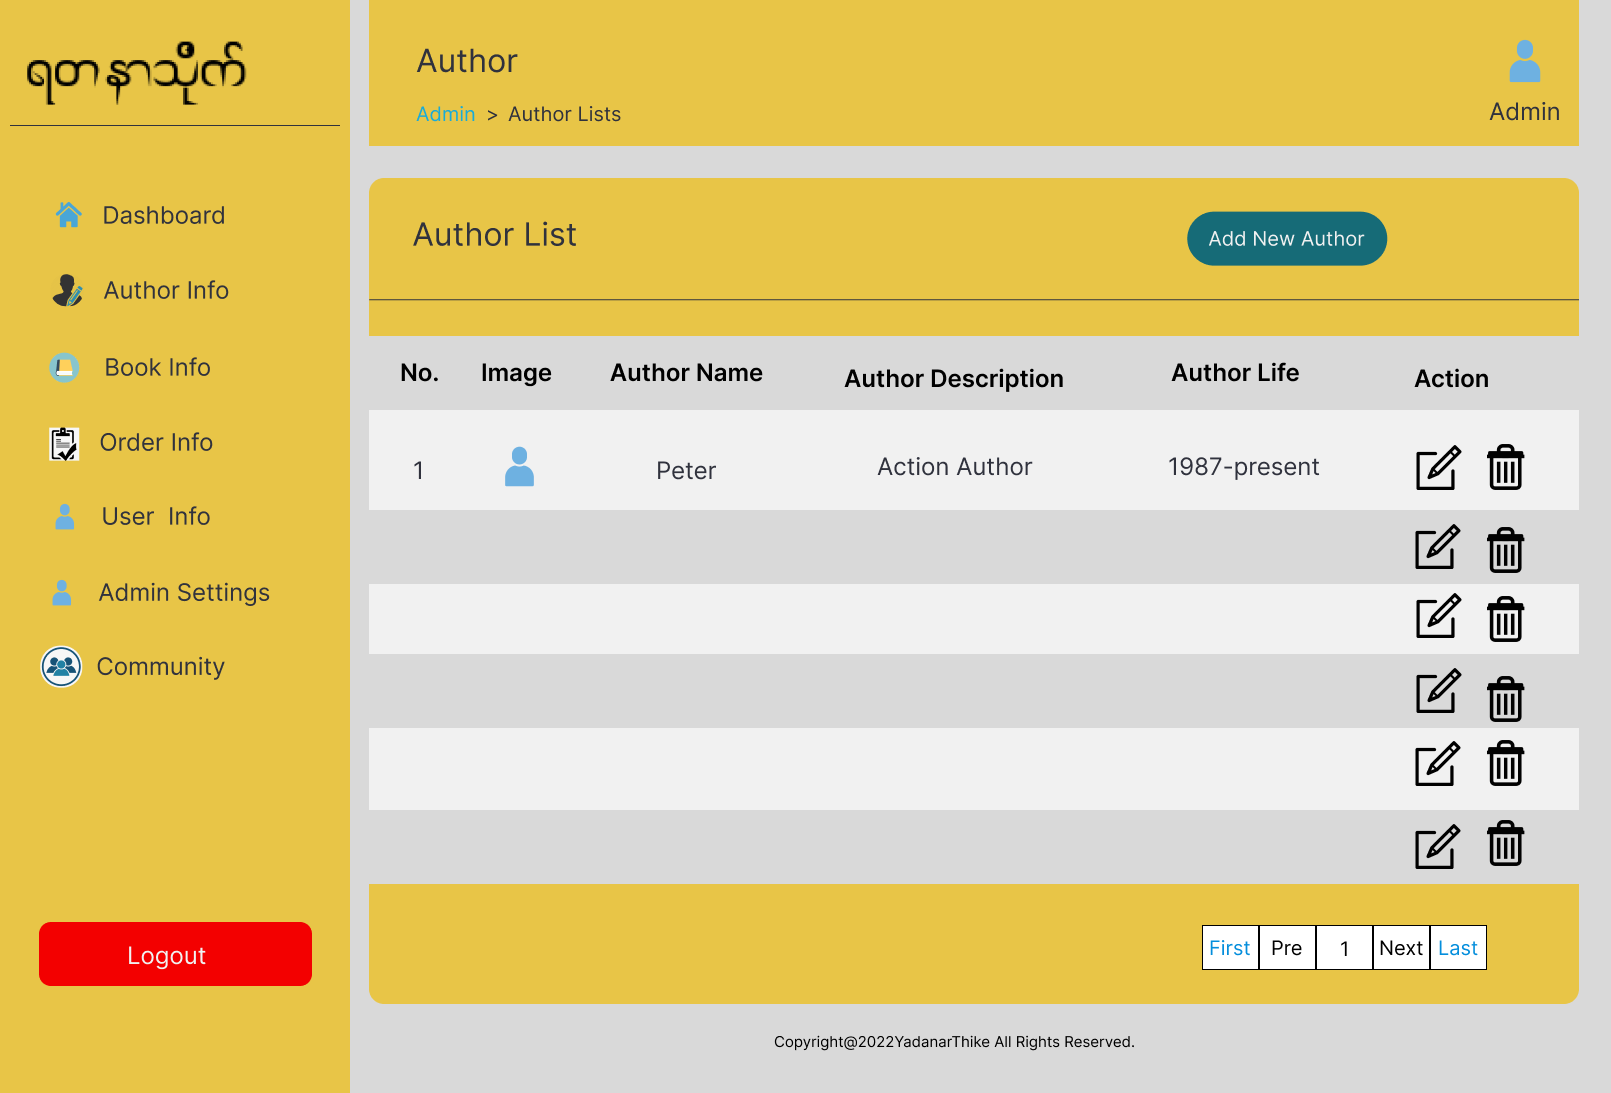 ရတနာသိုက်
Dashboard
Author Info
Book Info
Order Info
User Info
Admin Settings
Community
Logout
Author
Admin > Author Lists
Admin
Author List
Add New Author
No. Image Author Name Author Description Author Life Action
1 Peter Action Author 1987-present
First Pre 1 Next Last
Copyright@2022YadanarThike All Rights Reserved.